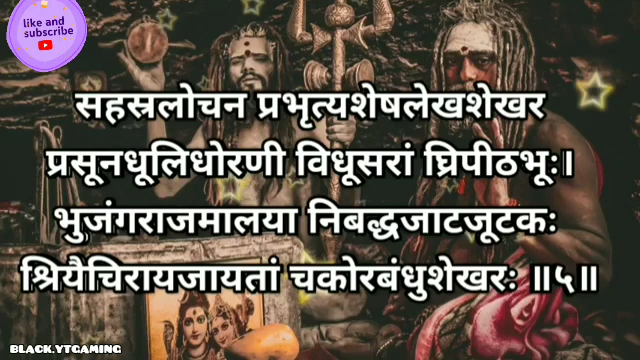 like and
subscribe
सहस्रलोचन प्रभृत्यशेषलेखशेखर
प्रसूनधूलिधोरणी विधूसरां घ्रिपीठभूः।
भुजंगराजमालया निबद्धजाटजूटकः
श्रियैचिरायजायतां चकोरबंधुशेखरः ॥५॥
BLACK.YTGAMING